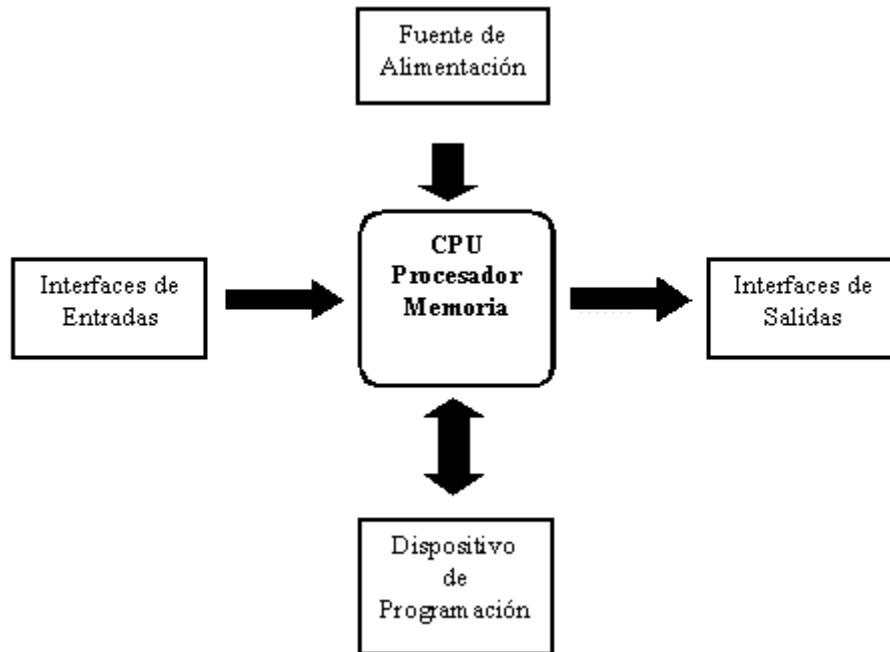 Fuente de
Alimentación
CPU
Procesador
Memoria
Interfaces de
Entradas
Interfaces de
Salidas
Dispositivo
de
Programación